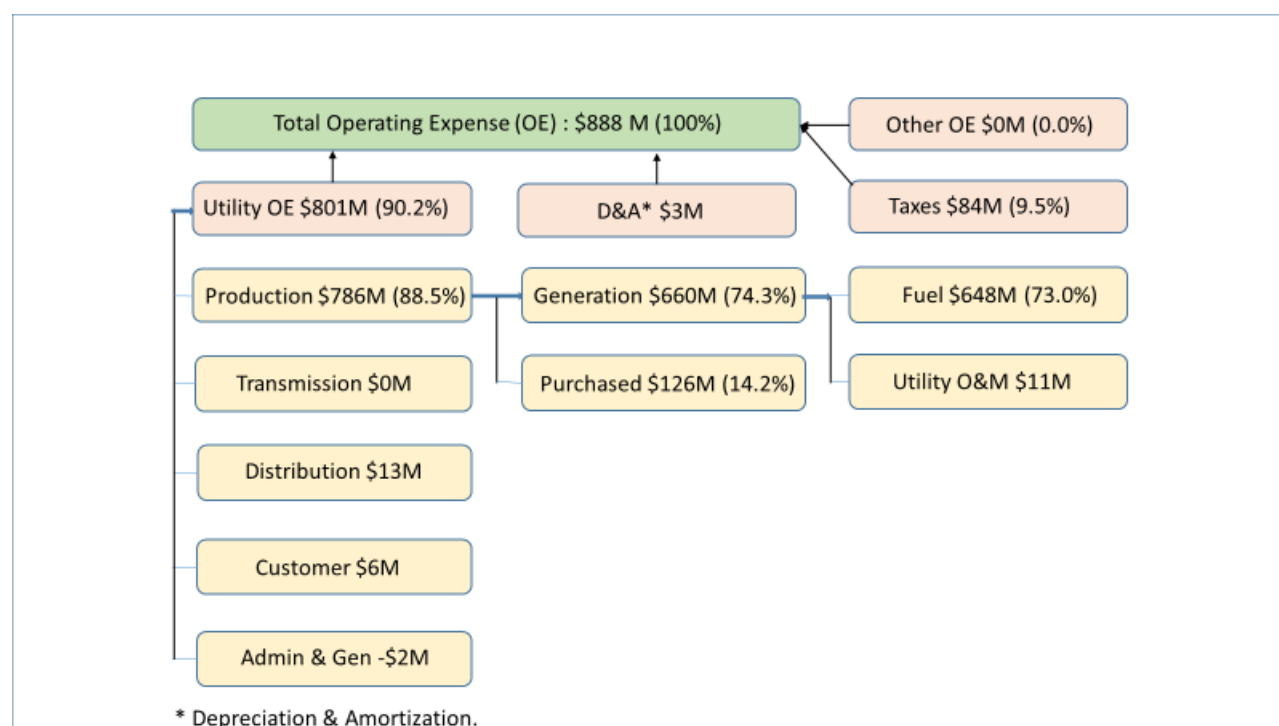 Total Operating Expense (OE) : $888 M (100%)
Other OE $0M (0.0%)
Utility OE $801M (90.2%)
D&A* $3M
Taxes $84M (9.5%)
Production $786M (88.5%)
Generation $660M (74.3%)
Fuel $648M (73.0%)
Transmission $0M
Purchased $126M (14.2%)
Utility O&M $11M
Distribution $13M
Customer $6M
Admin & Gen -$2M
* Depreciation & Amortization.